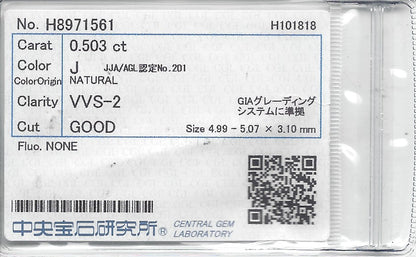 No. H8971561 H101818
Carat 0.503 ct
Color J JJA/AGL認定No.201
ColorOrigin NATURAL
Clarity VVS-2 GIAグレーディング
システムに準拠
Cut GOOD Size 4.99 - 5.07 × 3.10 mm
Fluo. NONE
中央宝石研究所® CENTRAL GEM
LABORATORY